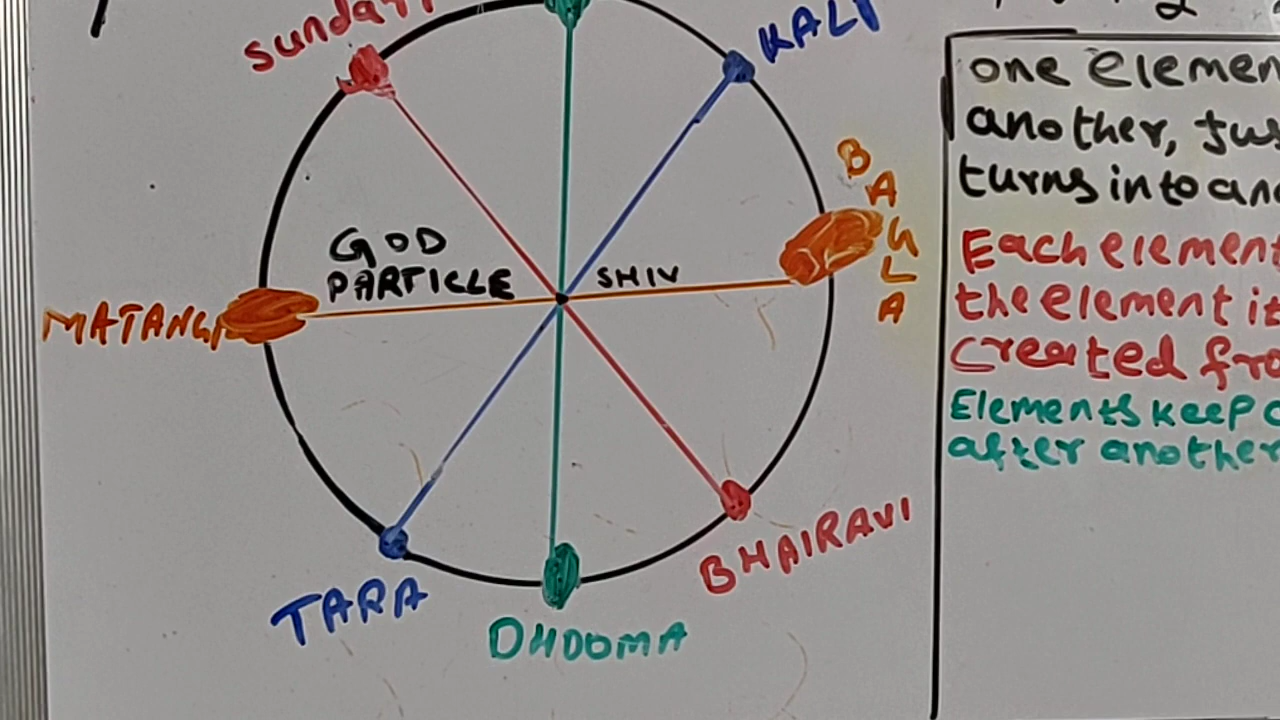 sundari
KALI
BAGLA
GOD
PARTICLE
SHIV
MATANGI
TARA
DHOOMA
BHAIRAVI
one elemen
another, jus
turns into an
Each element
the element i
created fro
Elements keep
after another